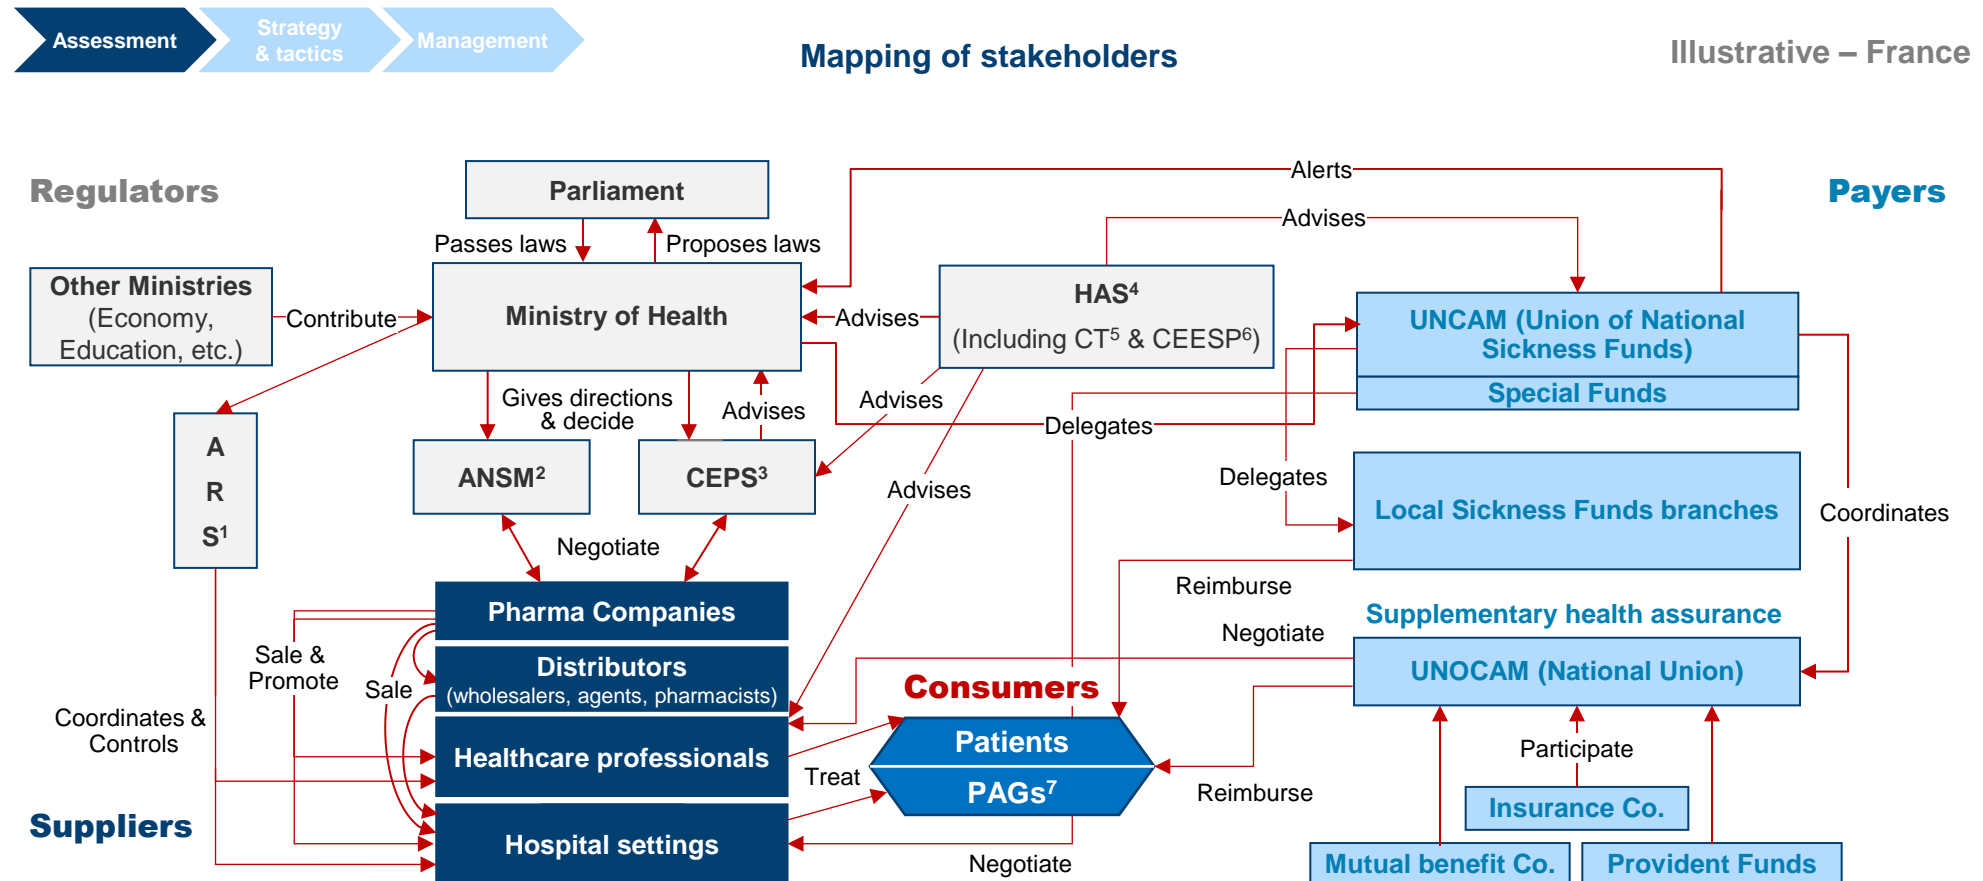 Assessment
Strategy
& tactics
Management
Mapping of stakeholders
Illustrative – France
Regulators
Parliament
Alerts
Payers
Advises
Passes laws
Proposes laws
Other Ministries
(Economy,
Education, etc.)
Contribute
Ministry of Health
Advises
HAS⁴
(Including CT⁵ & CEESP⁶)
UNCAM (Union of National
Sickness Funds)
Special Funds
Gives directions
& decide
Advises
Advises
Delegates
A
R
S¹
ANSM²
CEPS³
Advises
Delegates
Local Sickness Funds branches
Coordinates
Negotiate
Reimburse
Pharma Companies
Supplementary health assurance
Negotiate
Sale &
Promote
Sale
Distributors
(wholesalers, agents, pharmacists)
Consumers
UNOCAM (National Union)
Coordinates &
Controls
Healthcare professionals
Patients
Treat
PAGs⁷
Participate
Reimburse
Insurance Co.
Suppliers
Hospital settings
Negotiate
Mutual benefit Co.
Provident Funds